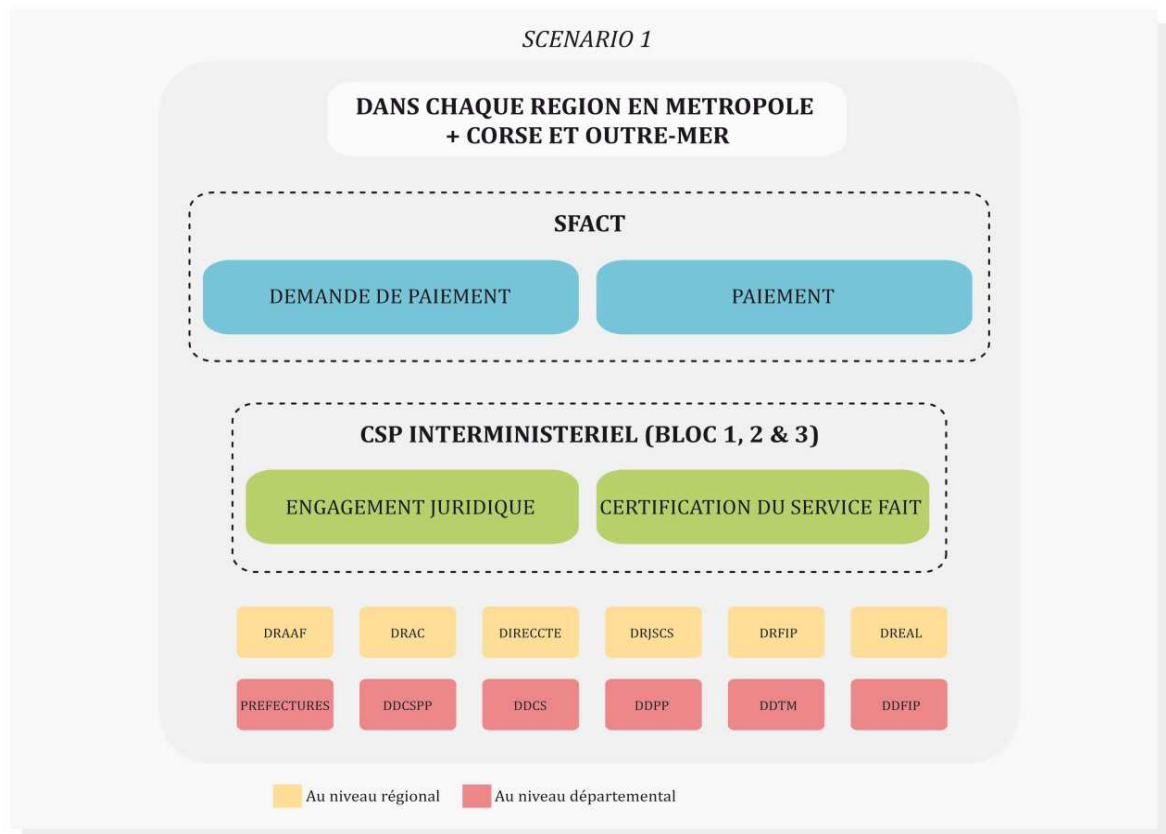 SCENARIO 1
DANS CHAQUE REGION EN METROPOLE
+ CORSE ET OUTRE-MER
SFACT
DEMANDE DE PAIEMENT
PAIEMENT
CSP INTERMINISTERIEL (BLOC 1, 2 & 3)
ENGAGEMENT JURIDIQUE
CERTIFICATION DU SERVICE FAIT
DRAAF
DRAC
DIRECCTE
DRJSCS
DRFIP
DREAL
PREFECTURES
DDCSPP
DDCS
DDPP
DDTM
DDFIP
Au niveau régional
Au niveau départemental